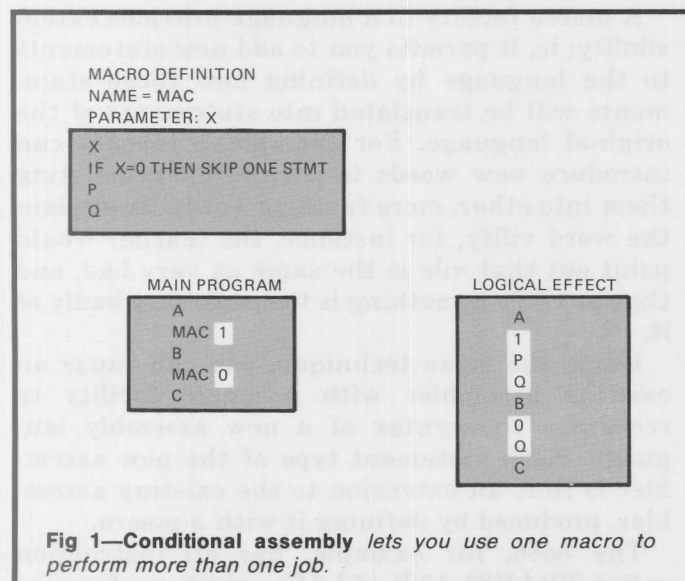 MACRO DEFINITION
NAME = MAC
PARAMETER: X
X
IF X=0 THEN SKIP ONE STMT
P
Q
MAIN PROGRAM
A
MAC 1
B
MAC 0
C
LOGICAL EFFECT
A
1
P
Q
B
0
Q
C
Fig 1—Conditional assembly lets you use one macro to
perform more than one job.